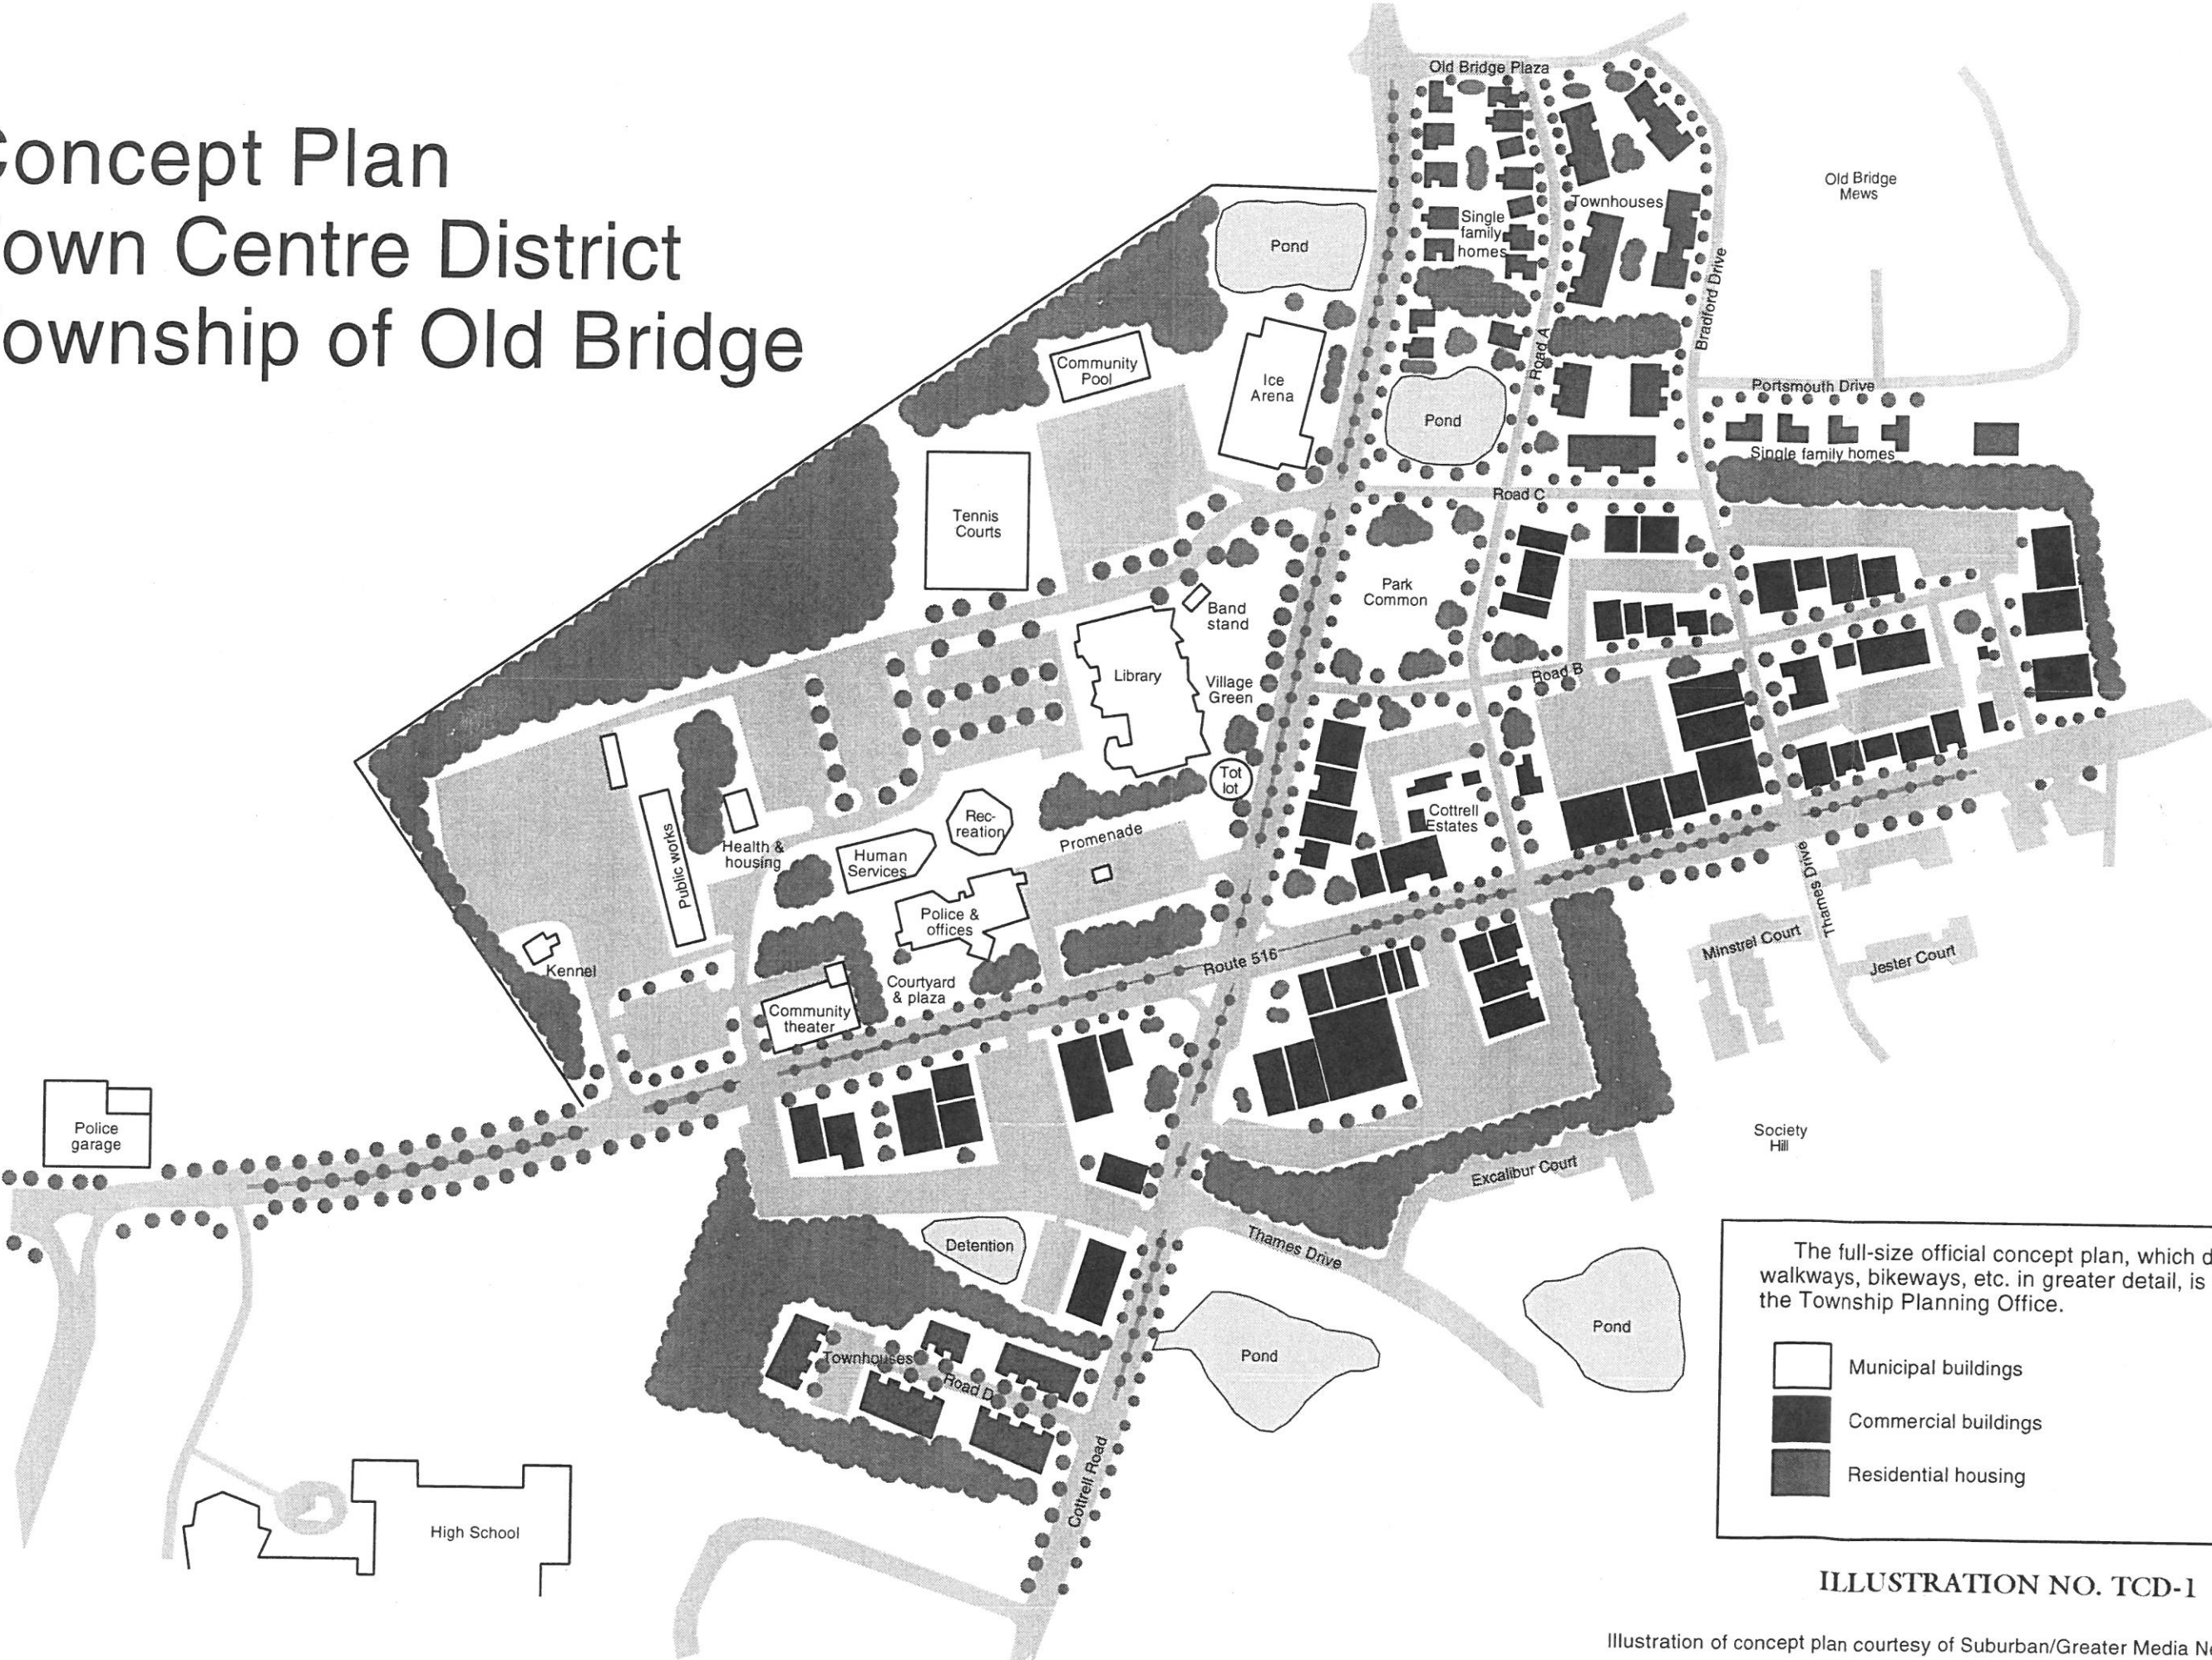 Concept Plan
Town Centre District
Township of Old Bridge
Old Bridge Plaza
Old Bridge
Mews
Pond
Single
family
homes
Townhouses
Bradford Drive
Road A
Community
Pool
Ice
Arena
Pond
Portsmouth Drive
Single family homes
Tennis
Courts
Road C
Park
Common
Band
stand
Library
Village
Green
Road B
Tot
lot
Cottrell
Estates
Rec-
reation
Promenade
Public works
Health &
housing
Human
Services
Police &
offices
Thames Drive
Minstrel Court
Jester Court
Kennel
Route 516
Courtyard
& plaza
Community
theater
Police
garage
Society
Hill
Excalibur Court
Detention
Thames Drive
Pond
Pond
Townhouses
Road D
Cottrell Road
High School
The full-size official concept plan, which d
walkways, bikeways, etc. in greater detail, is
the Township Planning Office.
Municipal buildings
Commercial buildings
Residential housing
ILLUSTRATION NO. TCD-1
Illustration of concept plan courtesy of Suburban/Greater Media Ne